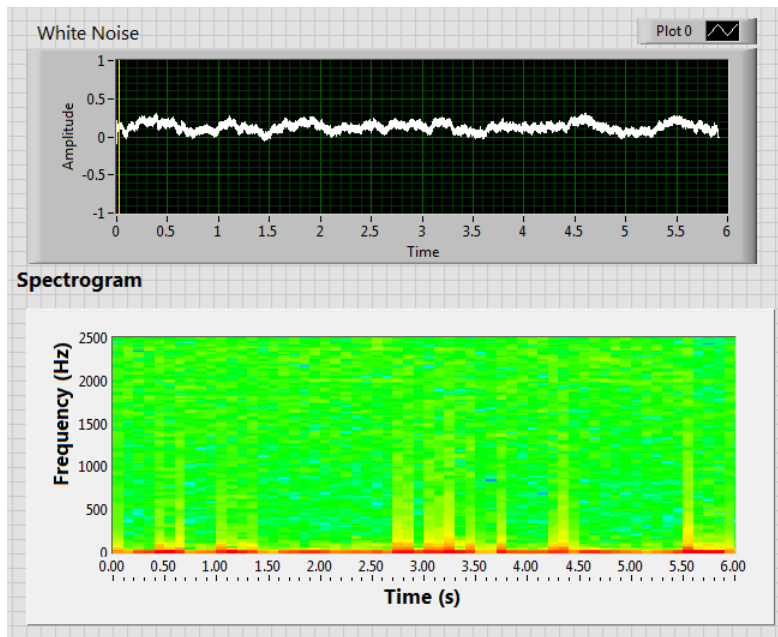 White Noise
Plot 0
Amplitude
1
0.5
0
-0.5
-1
0 0.5 1 1.5 2 2.5 3 3.5 4 4.5 5 5.5 6
Time
Spectrogram
Frequency (Hz)
2500
2000
1500
1000
500
0
0.00 0.50 1.00 1.50 2.00 2.50 3.00 3.50 4.00 4.50 5.00 5.50 6.00
Time (s)